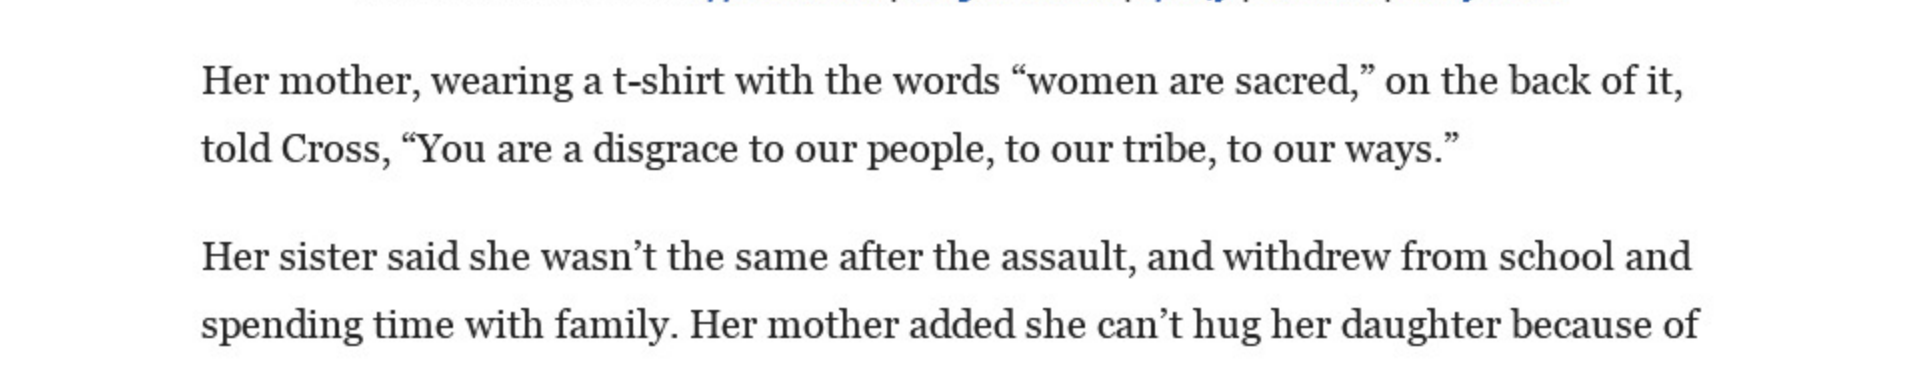 Her mother, wearing a t-shirt with the words “women are sacred,” on the back of it,
told Cross, “You are a disgrace to our people, to our tribe, to our ways.”
Her sister said she wasn’t the same after the assault, and withdrew from school and
spending time with family. Her mother added she can’t hug her daughter because of